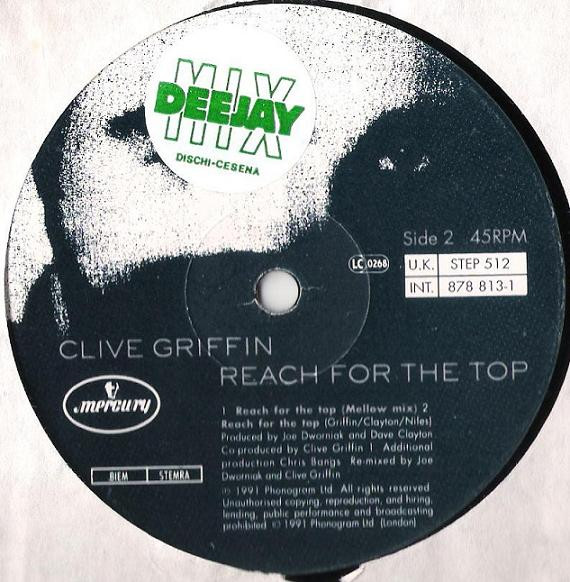 MIX
DEEJAY
MIX
DISCHI-CESENA
Side 2 45RPM
LC 0268
U.K. STEP 512
INT. 878 813-1
CLIVE GRIFFIN
REACH FOR THE TOP
mercury
1 Reach for the top (Mellow mix) 2
Reach for the top (Griffin/Clayton/Niles)
Produced by Joe Dworniak and Dave Clayton
Co produced by Clive Griffin 1 Additional
production Chris Bangs Re-mixed by Joe
Dworniak and Clive Griffin
BIEM STEMRA
℗ 1991 Phonogram Ltd. All rights reserved
Unauthorised copying, reproduction, and hiring,
lending, public performance and broadcasting
prohibited © 1991 Phonogram Ltd (London)